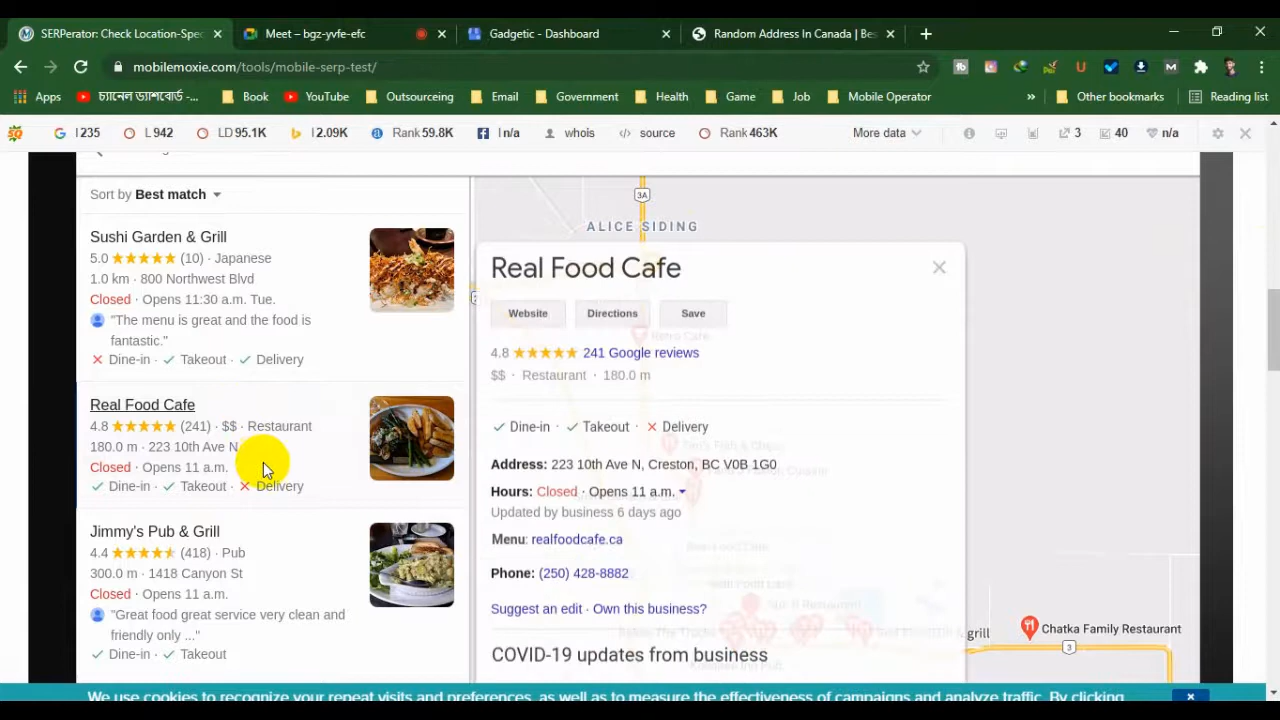 SERPerator: Check Location-Spec
Meet – bgz-yvfe-efc
Gadgetic - Dashboard
Random Address In Canada | Bes
mobilemoxie.com/tools/mobile-serp-test/
Apps
চ্যানেল ড্যাশবোর্ড -...
Book
YouTube
Outsourceing
Email
Government
Health
Game
Job
Mobile Operator
»
Other bookmarks
Reading list
I 235
L 942
LD 95.1K
I 2.09K
Rank 59.8K
I n/a
whois
source
Rank 463K
More data
3
40
n/a
Sort by Best match
Sushi Garden & Grill
5.0 (10) · Japanese
1.0 km · 800 Northwest Blvd
Closed · Opens 11:30 a.m. Tue.
"The menu is great and the food is
fantastic."
Dine-in · Takeout · Delivery
Real Food Cafe
4.8 (241) · $$ · Restaurant
180.0 m · 223 10th Ave N
Closed · Opens 11 a.m.
Dine-in · Takeout · Delivery
Jimmy's Pub & Grill
4.4 (418) · Pub
300.0 m · 1418 Canyon St
Closed · Opens 11 a.m.
"Great food great service very clean and
friendly only ..."
Dine-in · Takeout
3A
ALICE SIDING
Real Food Cafe
Website
Directions
Save
4.8 241 Google reviews
$$ · Restaurant · 180.0 m
Dine-in · Takeout · Delivery
Address: 223 10th Ave N, Creston, BC V0B 1G0
Hours: Closed · Opens 11 a.m.
Updated by business 6 days ago
Menu: realfoodcafe.ca
Phone: (250) 428-8882
Suggest an edit · Own this business?
COVID-19 updates from business
grill
Chatka Family Restaurant
3
We use cookies to recognize your repeat visits and preferences, as well as to measure the effectiveness of campaigns and analyze traffic. By clicking